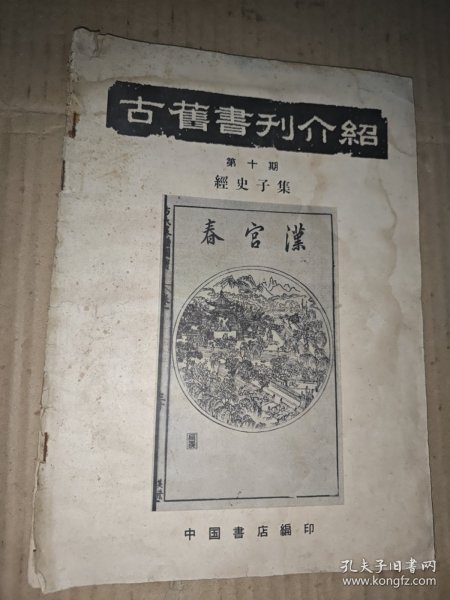 古舊書刊介紹
第十期
經史子集
漢宮春
中国書店編印
孔夫子旧书网
www.kongfz.com